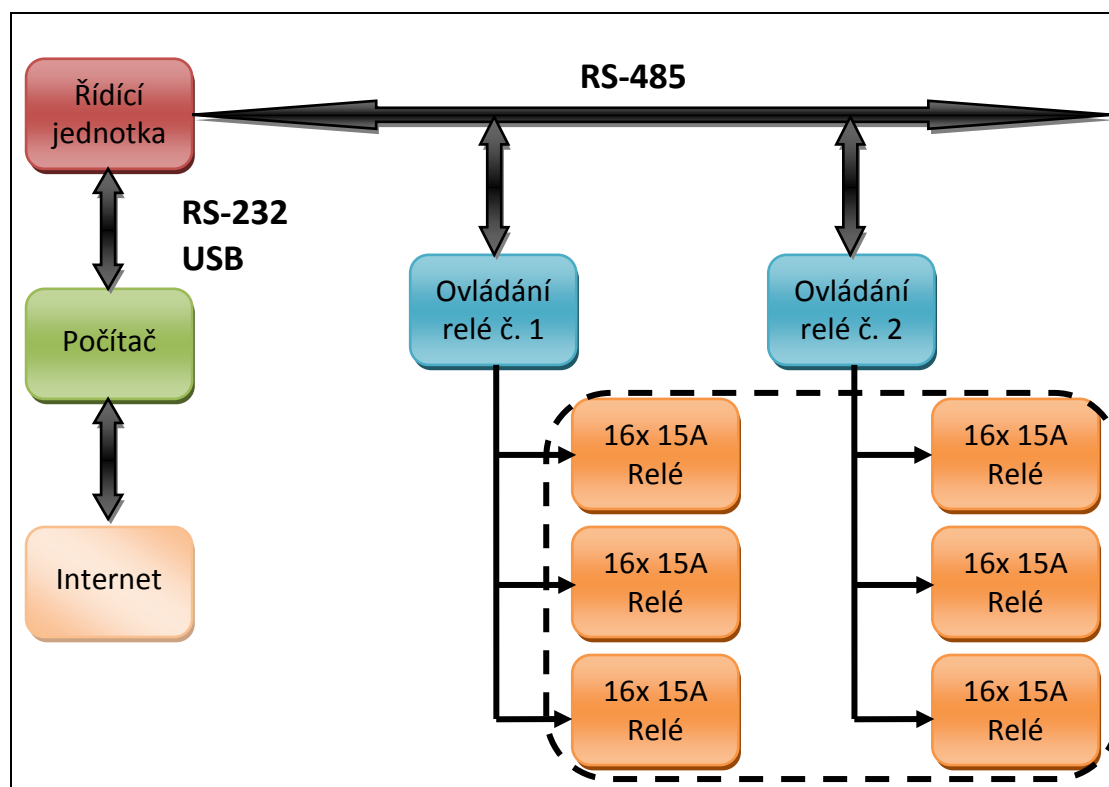 Řídící
jednotka
RS-485
RS-232
USB
Počítač
Internet
Ovládání
relé č. 1
Ovládání
relé č. 2
16x 15A
Relé
16x 15A
Relé
16x 15A
Relé
16x 15A
Relé
16x 15A
Relé
16x 15A
Relé